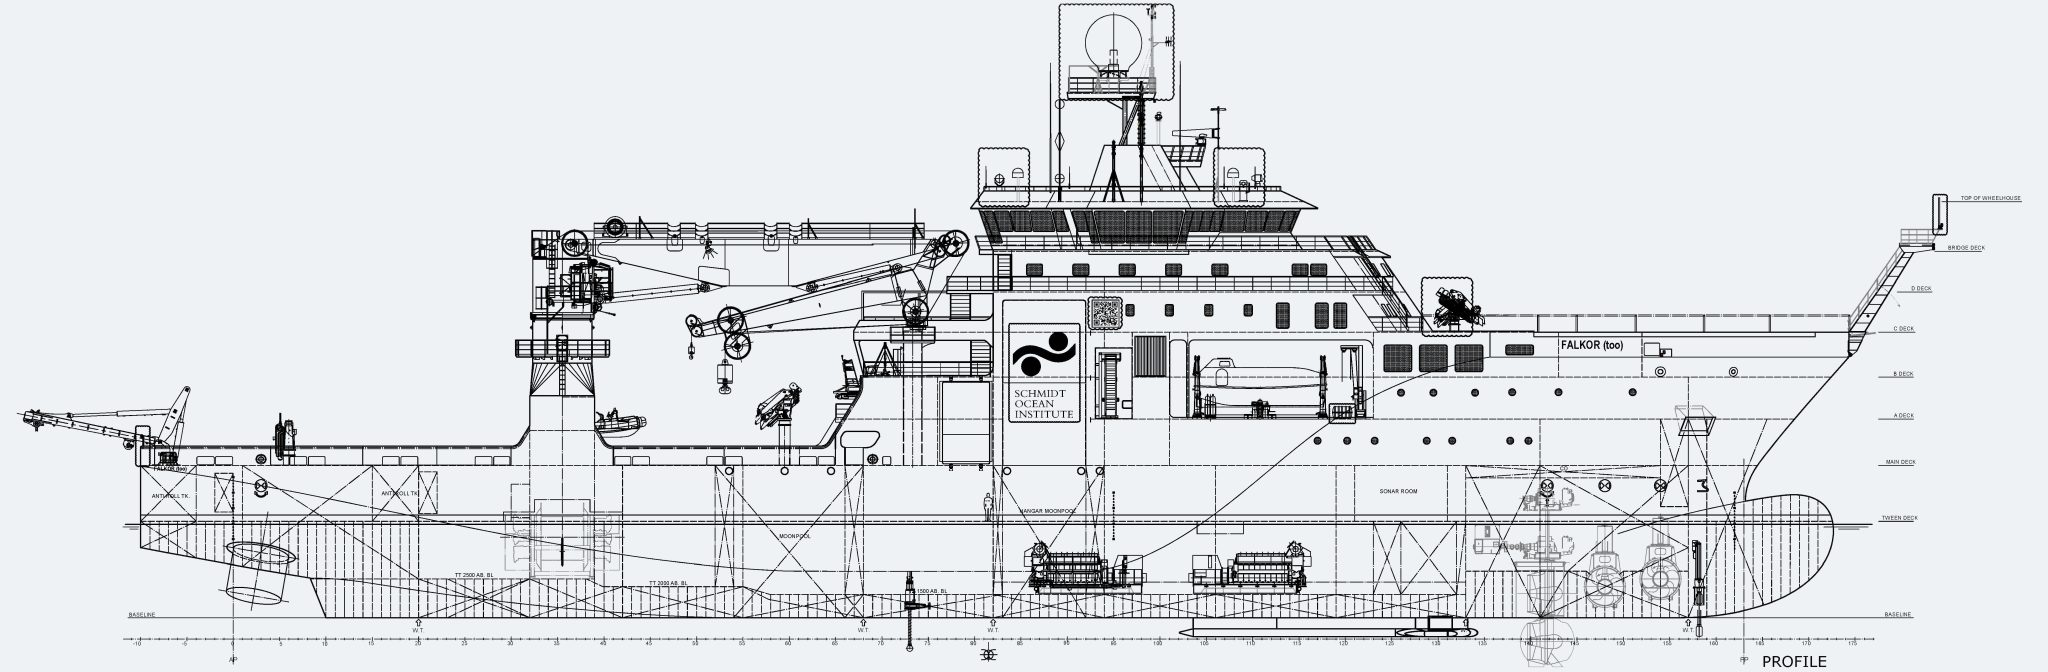 TOP OF WHEELHOUSE
BRIDGE DECK
D DECK
C DECK
FALKOR (too)
B DECK
SCHMIDT
OCEAN
INSTITUTE
A DECK
MAIN DECK
FALKOR (too)
ANTI-ROLL TK.
ANTI-ROLL TK.
SONAR ROOM
CO
HANGAR MOONPOOL
TWEEN DECK
MOONPOOL
TT 2500 AB. BL
TT 2000 AB. BL
1500 AB. BL
BASELINE
BASELINE
W.T.
W.T.
W.T.
W.T.
-10 -5 5 10 15 20 25 30 35 40 45 50 55 60 65 70 75 80 85 90 95 100 105 110 115 120 125 130 135 140 145 150 155 160 165 170 175
AP
FP
PROFILE